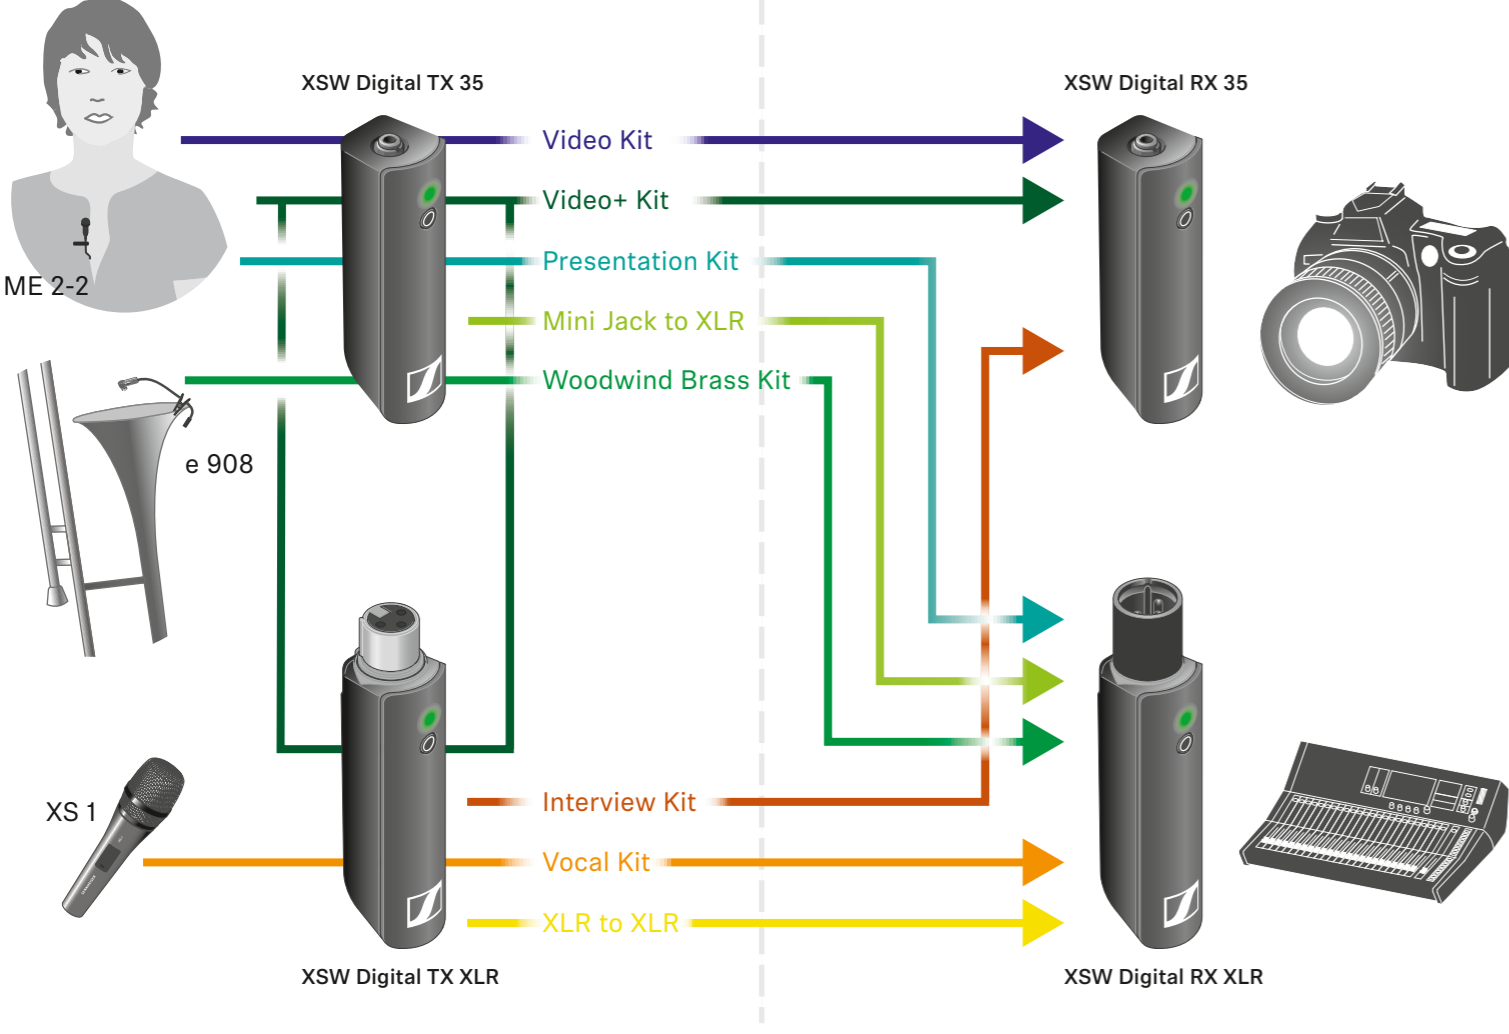 XSW Digital TX 35
XSW Digital RX 35
Video Kit
Video+ Kit
Presentation Kit
ME 2-2
Mini Jack to XLR
Woodwind Brass Kit
e 908
Interview Kit
XS 1
Vocal Kit
XLR to XLR
XSW Digital TX XLR
XSW Digital RX XLR